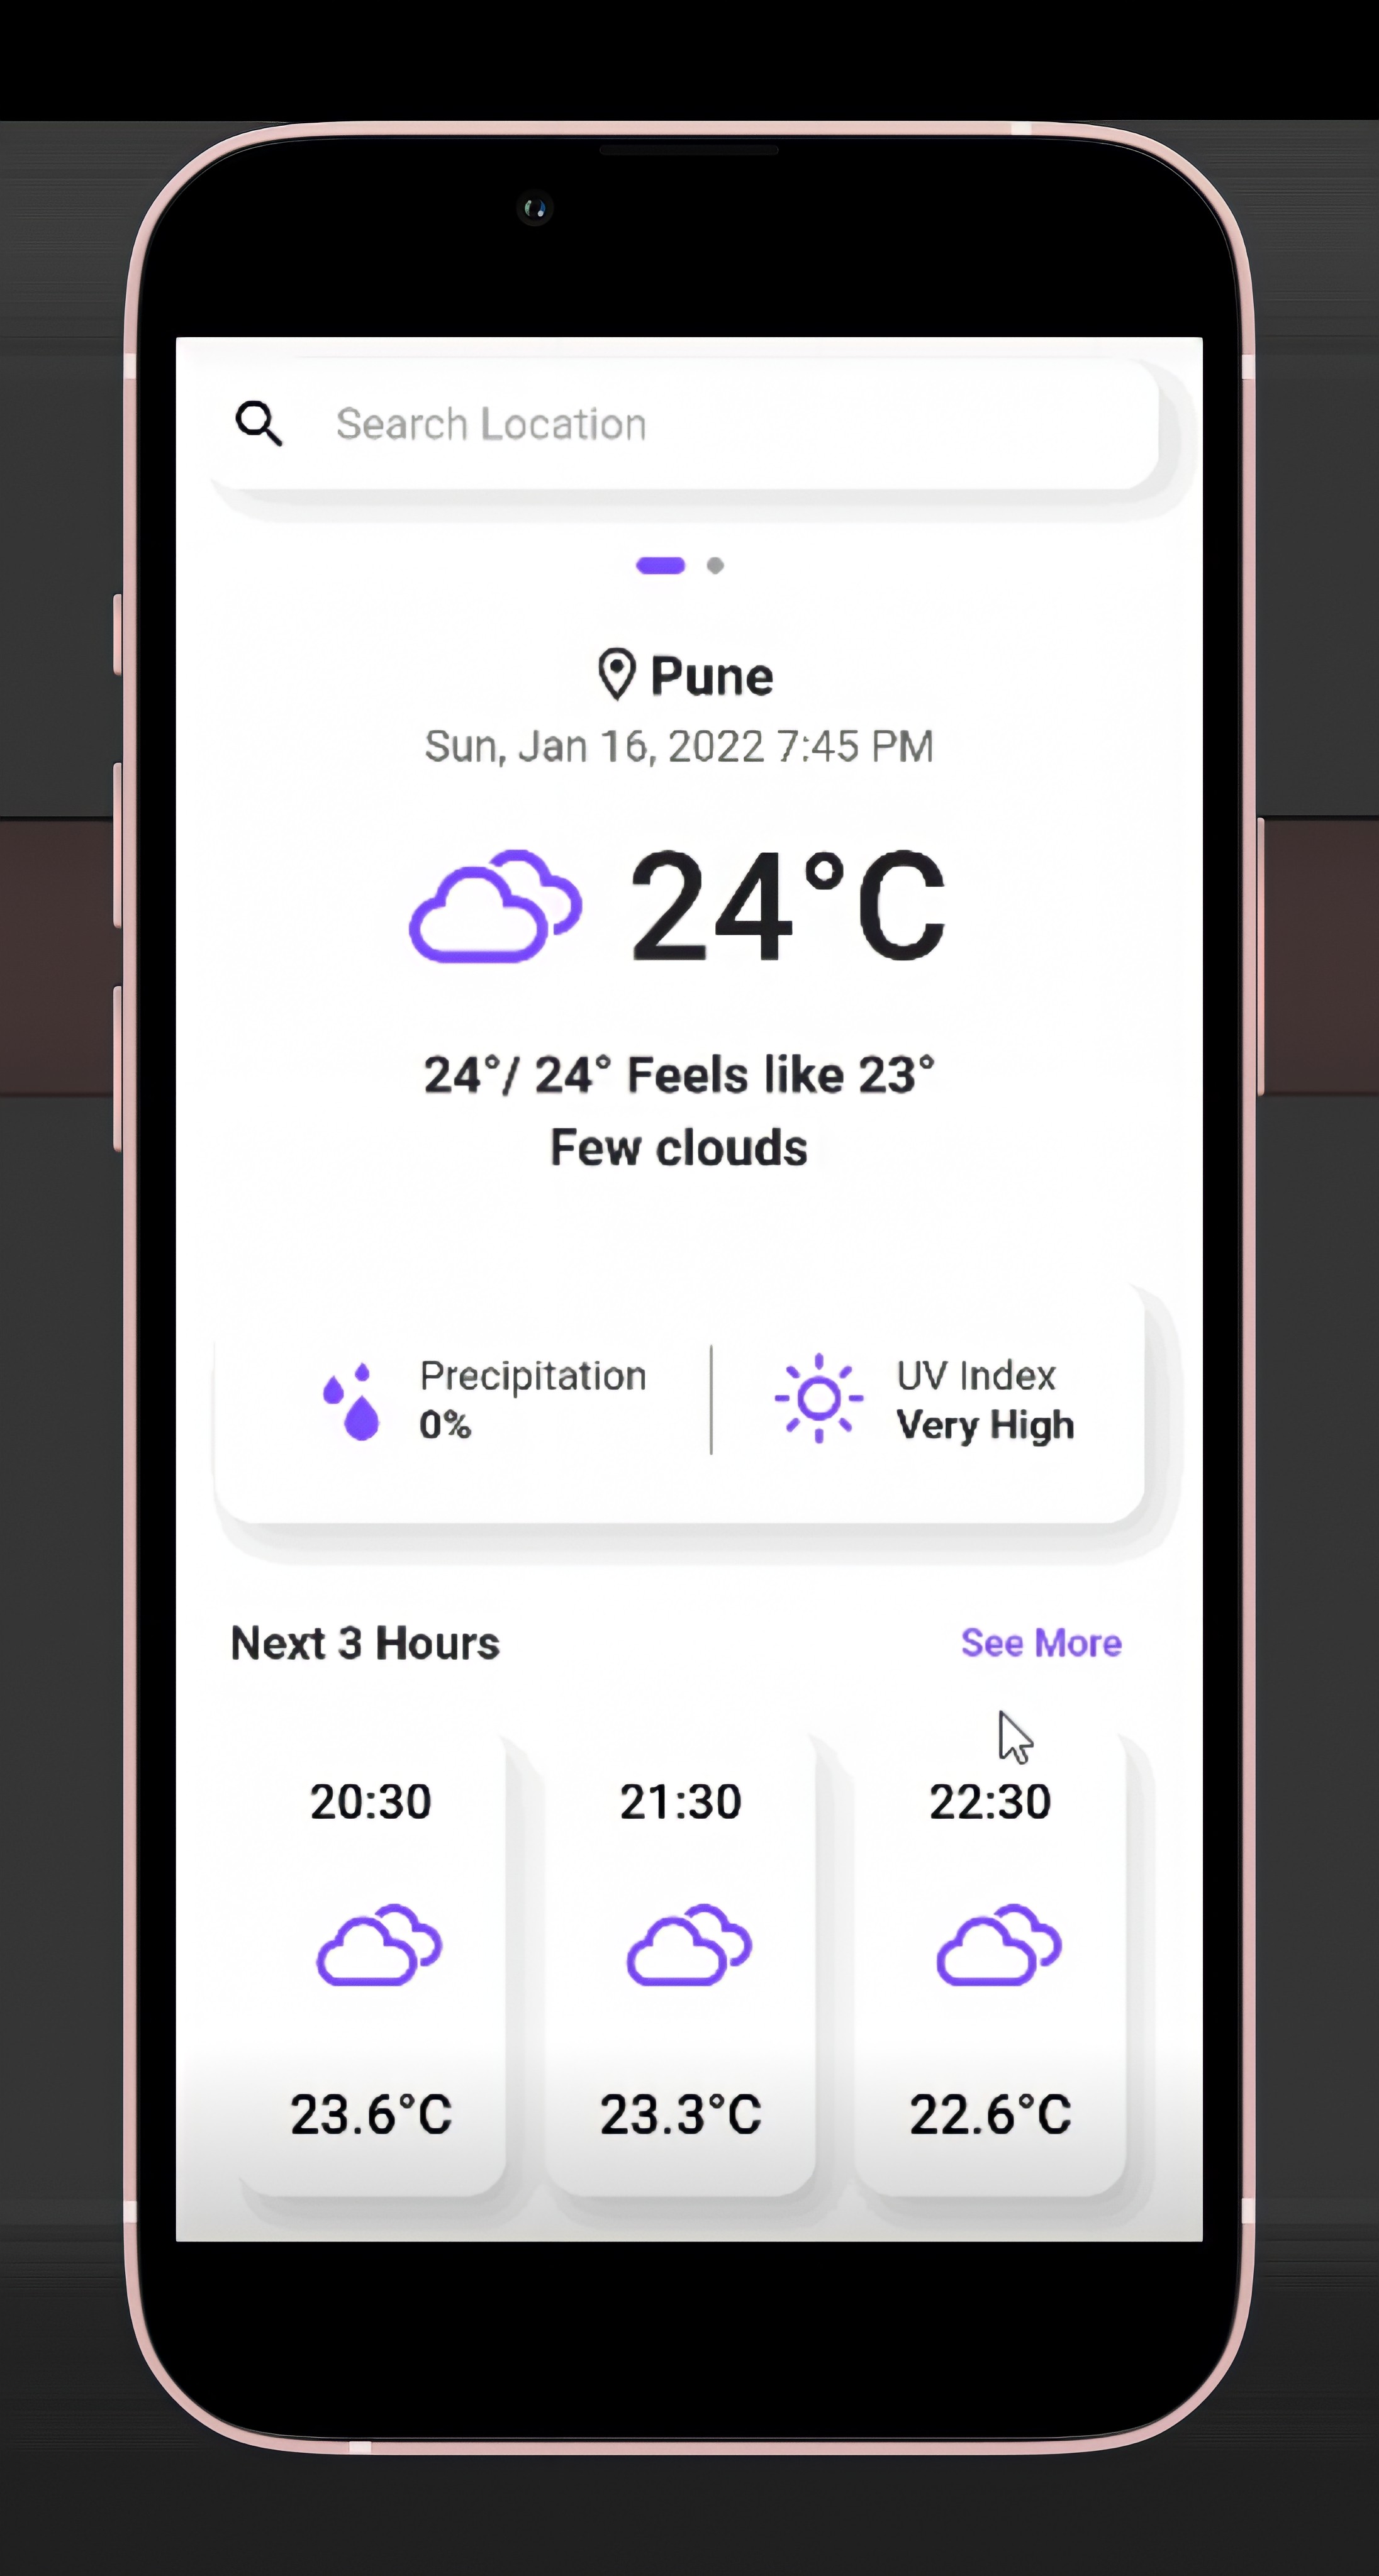 Search Location
Pune
Sun, Jan 16, 2022 7:45 PM
24°C
24°/ 24° Feels like 23°
Few clouds
Precipitation
0%
UV Index
Very High
Next 3 Hours
See More
20:30
21:30
22:30
23.6°C
23.3°C
22.6°C